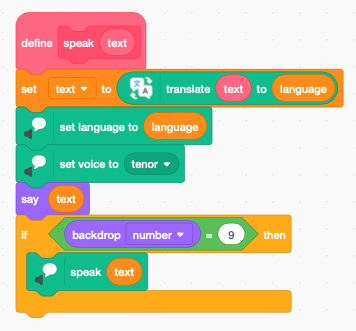 define speak text
set text to translate text to language
set language to language
set voice to tenor
say text
if backdrop number = 9 then
speak text